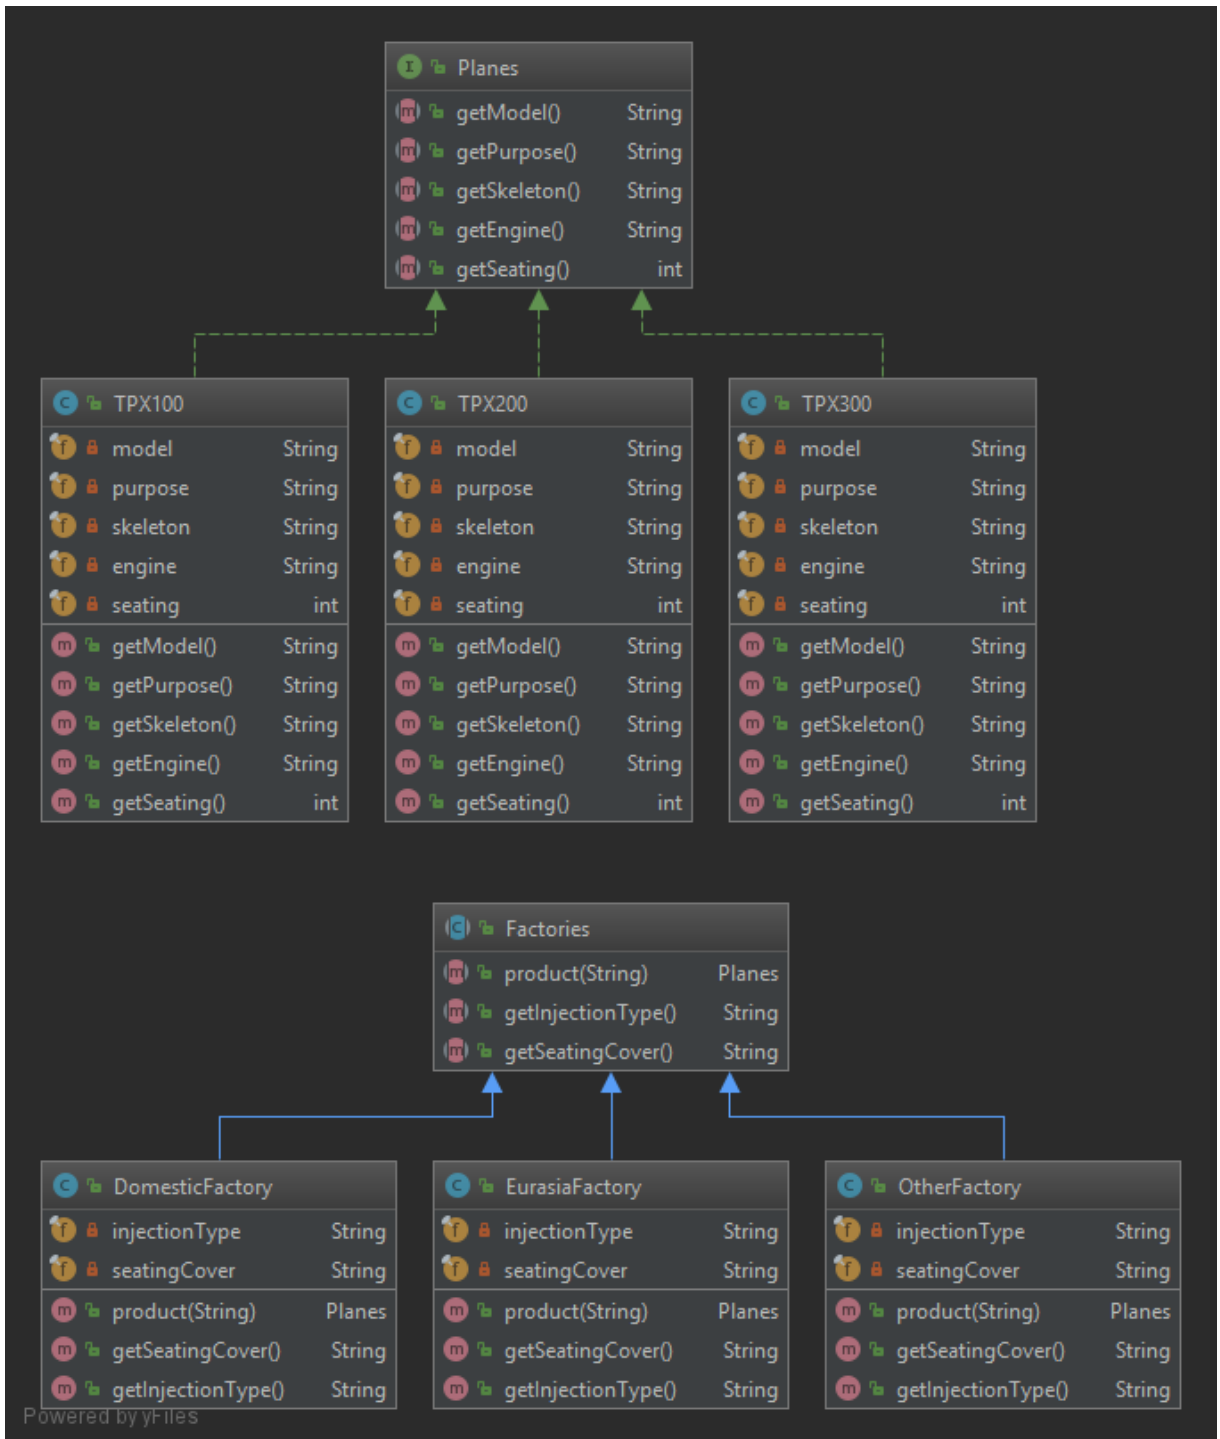 Planes
getModel() String
getPurpose() String
getSkeleton() String
getEngine() String
getSeating() int
TPX100
model String
purpose String
skeleton String
engine String
seating int
getModel() String
getPurpose() String
getSkeleton() String
getEngine() String
getSeating() int
TPX200
model String
purpose String
skeleton String
engine String
seating int
getModel() String
getPurpose() String
getSkeleton() String
getEngine() String
getSeating() int
TPX300
model String
purpose String
skeleton String
engine String
seating int
getModel() String
getPurpose() String
getSkeleton() String
getEngine() String
getSeating() int
Factories
product(String) Planes
getInjectionType() String
getSeatingCover() String
DomesticFactory
injectionType String
seatingCover String
product(String) Planes
getSeatingCover() String
getInjectionType() String
EurasiaFactory
injectionType String
seatingCover String
product(String) Planes
getSeatingCover() String
getInjectionType() String
OtherFactory
injectionType String
seatingCover String
product(String) Planes
getSeatingCover() String
getInjectionType() String
Powered by yFiles